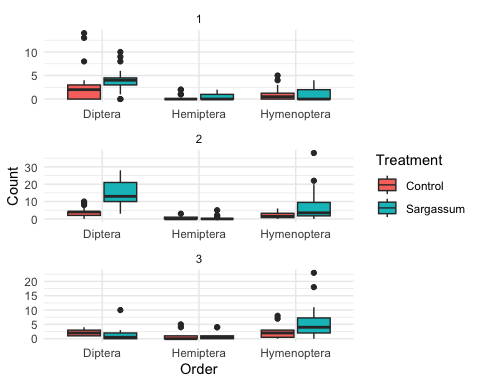 1
10
5
0
Diptera Hemiptera Hymenoptera
2
30
20
10
0
Diptera Hemiptera Hymenoptera
3
20
15
10
5
0
Diptera Hemiptera Hymenoptera
Order
Count
Treatment
Control
Sargassum